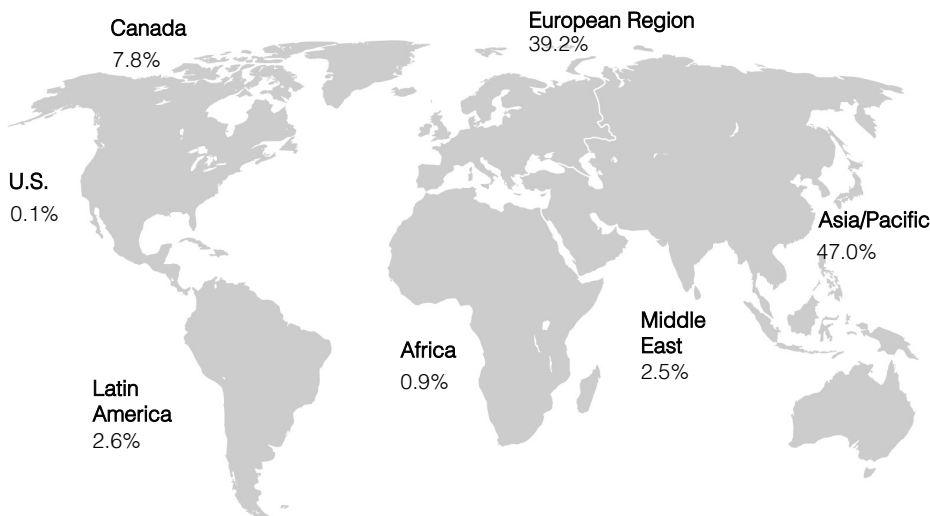 Canada
7.8%
European Region
39.2%
U.S.
0.1%
Asia/Pacific
47.0%
Middle
East
2.5%
Africa
0.9%
Latin
America
2.6%